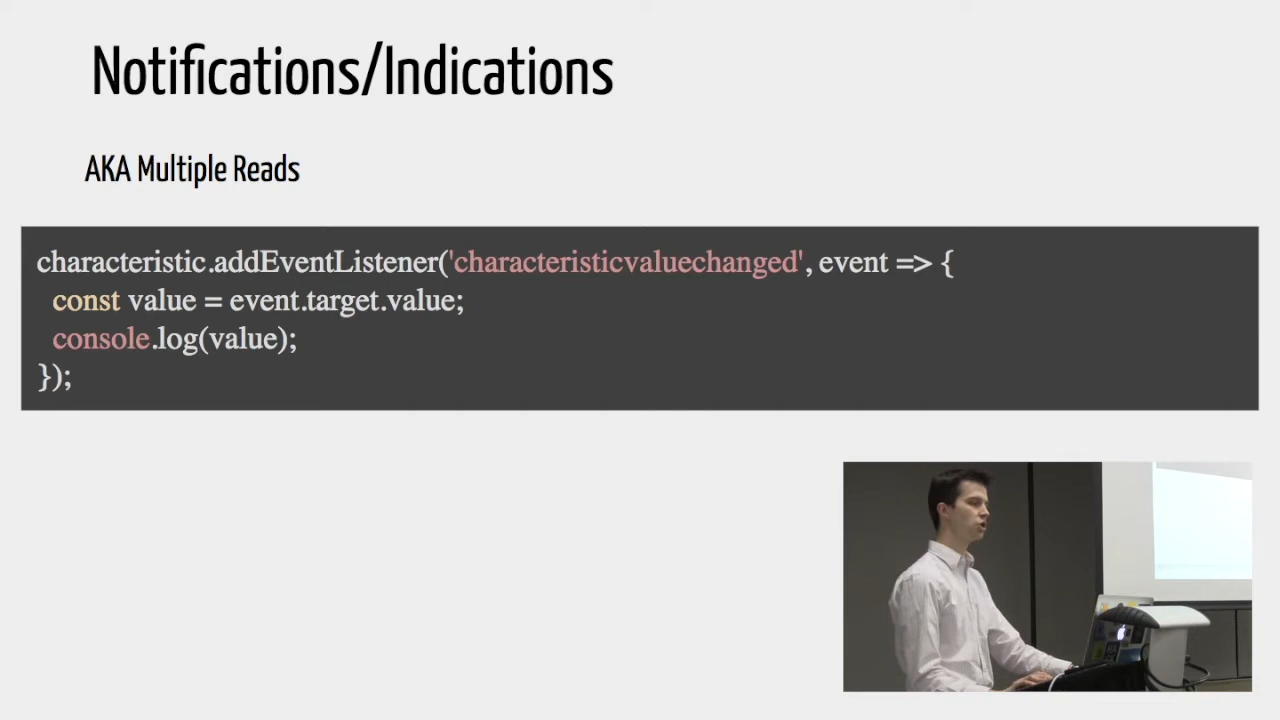 Notifications/Indications
AKA Multiple Reads
characteristic.addEventListener('characteristicvaluechanged', event => {
  const value = event.target.value;
  console.log(value);
});